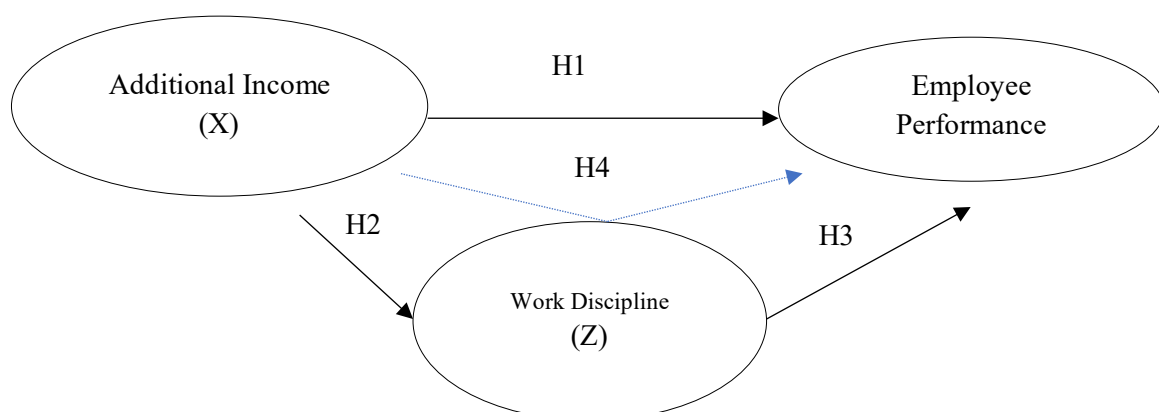 Additional Income
(X)
H1
Employee
Performance
H4
H2
H3
Work Discipline
(Z)